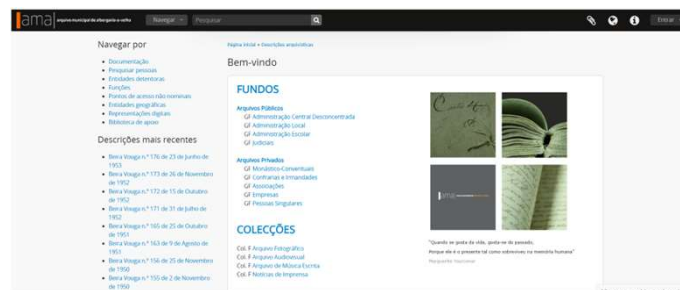 ama arquivo municipal de albergaria-a-velha Navegar Pesquisar Entrar
Navegar por
Documentação
Pesquisar pessoas
Entidades detentoras
Funções
Pontos de acesso não nominais
Entidades geográficas
Representações digitais
Biblioteca de apoio
Descrições mais recentes
Beira Vouga n.º 176 de 23 de Junho de
1953
Beira Vouga n.º 173 de 26 de Novembro
de 1952
Beira Vouga n.º 172 de 15 de Outubro
de 1952
Beira Vouga n.º 171 de 31 de Julho de
1952
Beira Vouga n.º 165 de 25 de Outubro
de 1951
Beira Vouga n.º 163 de 9 de Agosto de
1951
Beira Vouga n.º 156 de 25 de Novembro
de 1950
Beira Vouga n.º 155 de 2 de Novembro
de 1950
Página inicial » Descrições arquivísticas
Bem-vindo
FUNDOS
Arquivos Públicos
GF Administração Central Desconcentrada
GF Administração Local
GF Administração Escolar
GF Judiciais
Arquivos Privados
GF Monástico-Conventuais
GF Confrarias e Irmandades
GF Associações
GF Empresas
GF Pessoas Singulares
COLECÇÕES
Col. F Arquivo Fotográfico
Col. F Arquivo Audiovisual
Col. F Arquivo de Música Escrita
Col. F Notícias de Imprensa
ama
"Quando se gosta da vida, gosta-se do passado,
Porque ele é o presente tal como sobreviveu na memória humana"
Marguerite Yourcenar